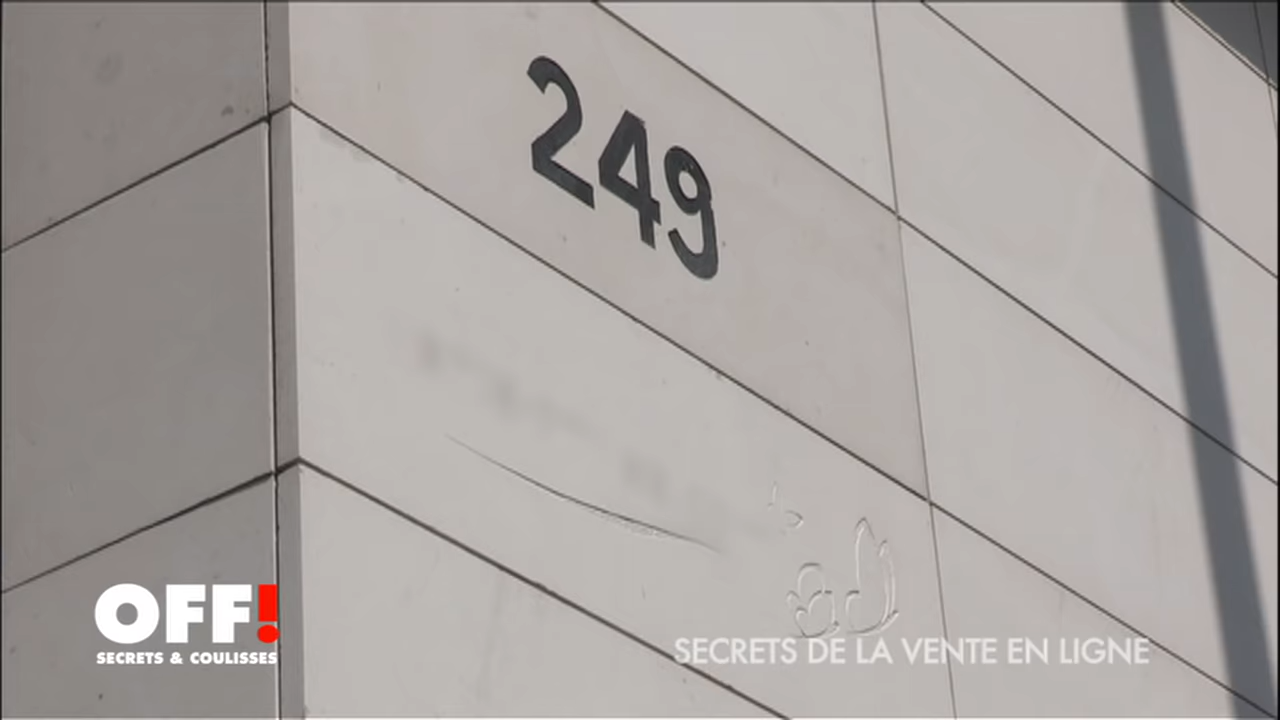 249
OFF!
SECRETS & COULISSES
SECRETS DE LA VENTE EN LIGNE